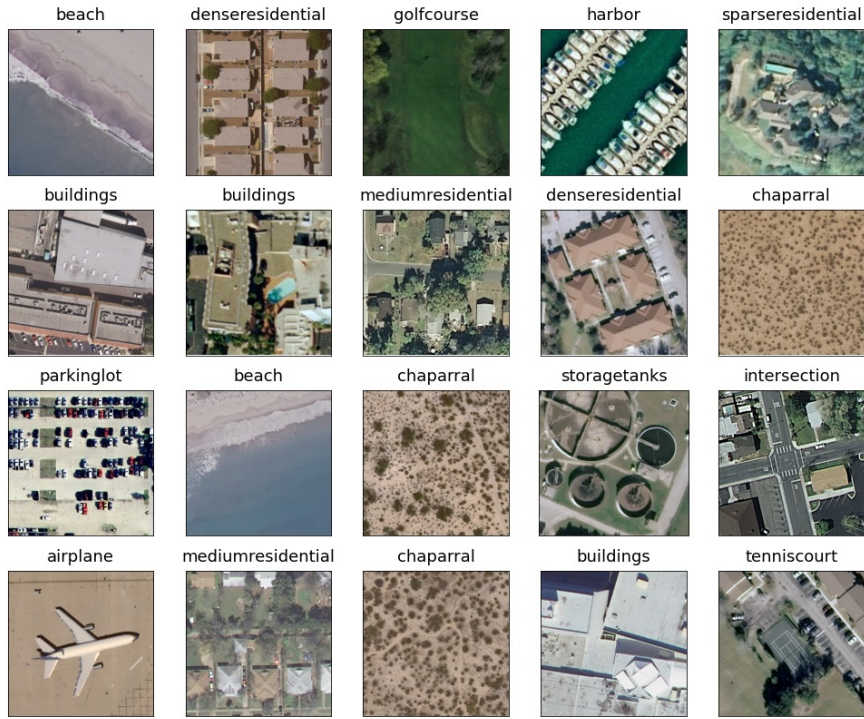 beach denseresidential golfcourse harbor sparseresidential
buildings buildings mediumresidential denseresidential chaparral
parkinglot beach chaparral storagetanks intersection
airplane mediumresidential chaparral buildings tenniscourt